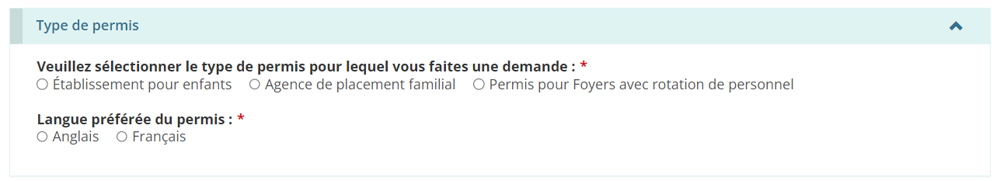 Type de permis
Veuillez sélectionner le type de permis pour lequel vous faites une demande : *
Établissement pour enfants Agence de placement familial Permis pour Foyers avec rotation de personnel
Langue préférée du permis : *
Anglais Français